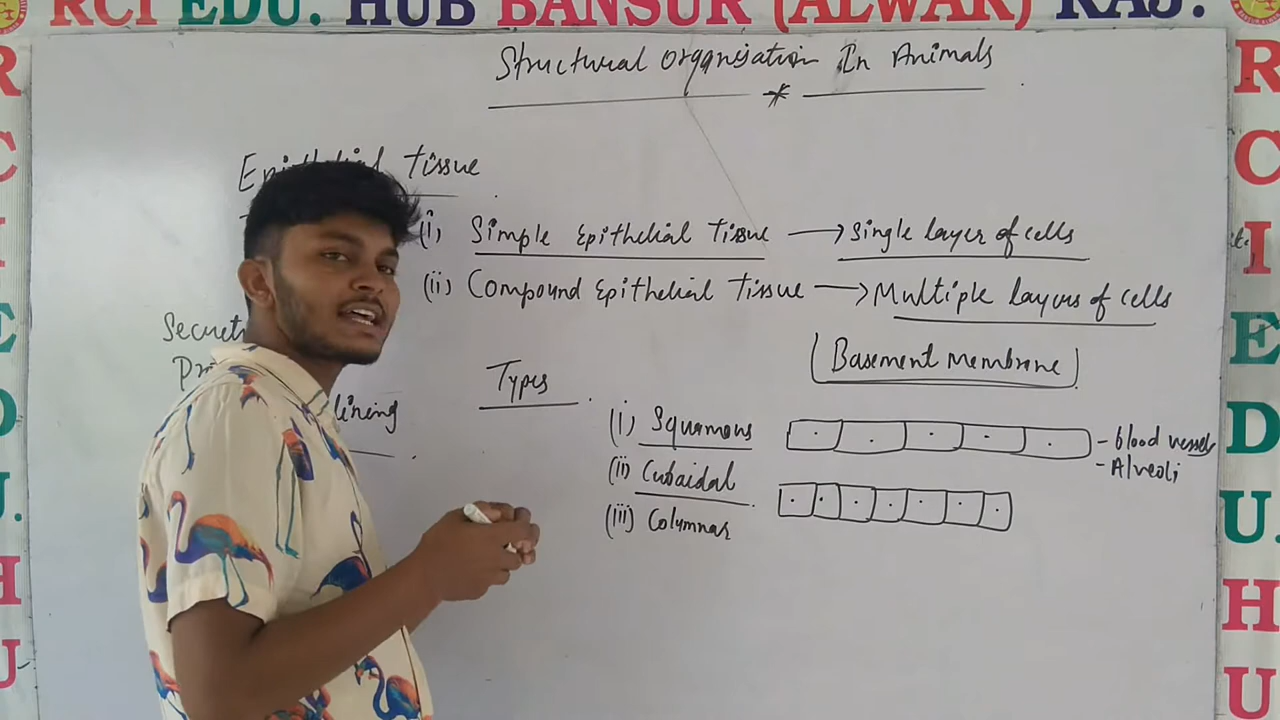 RCI EDU. HUB BANSUR (ALWAR) RAJ.
Structural Organisation In Animals
Epithelial Tissue
(i) Simple Epithelial Tissue → Single layer of cells
(ii) Compound Epithelial Tissue → Multiple layers of cells
(Basement Membrane)
lining
Types
(i) Squamous
- blood vessels
- Alveoli
(ii) Cuboidal
(iii) Columnar
R
C
I
E
D
U.
H
U
R
C
I
E
D
U.
H
U